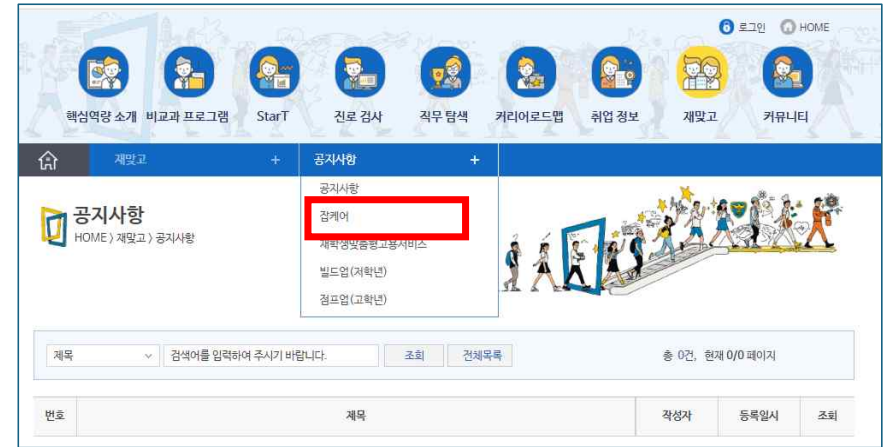 로그인 HOME
핵심역량 소개 비교과 프로그램 StarT 진로 검사 직무 탐색 커리어로드맵 취업 정보 재맞고 커뮤니티
재맞고 + 공지사항 +
공지사항
잡케어
재학생맞춤형고용서비스
빌드업(저학년)
점프업(고학년)
공지사항
HOME 〉 재맞고 〉 공지사항
제목 검색어를 입력하여 주시기 바랍니다. 조회 전체목록 총 0건, 현재 0/0 페이지
번호 제목 작성자 등록일시 조회